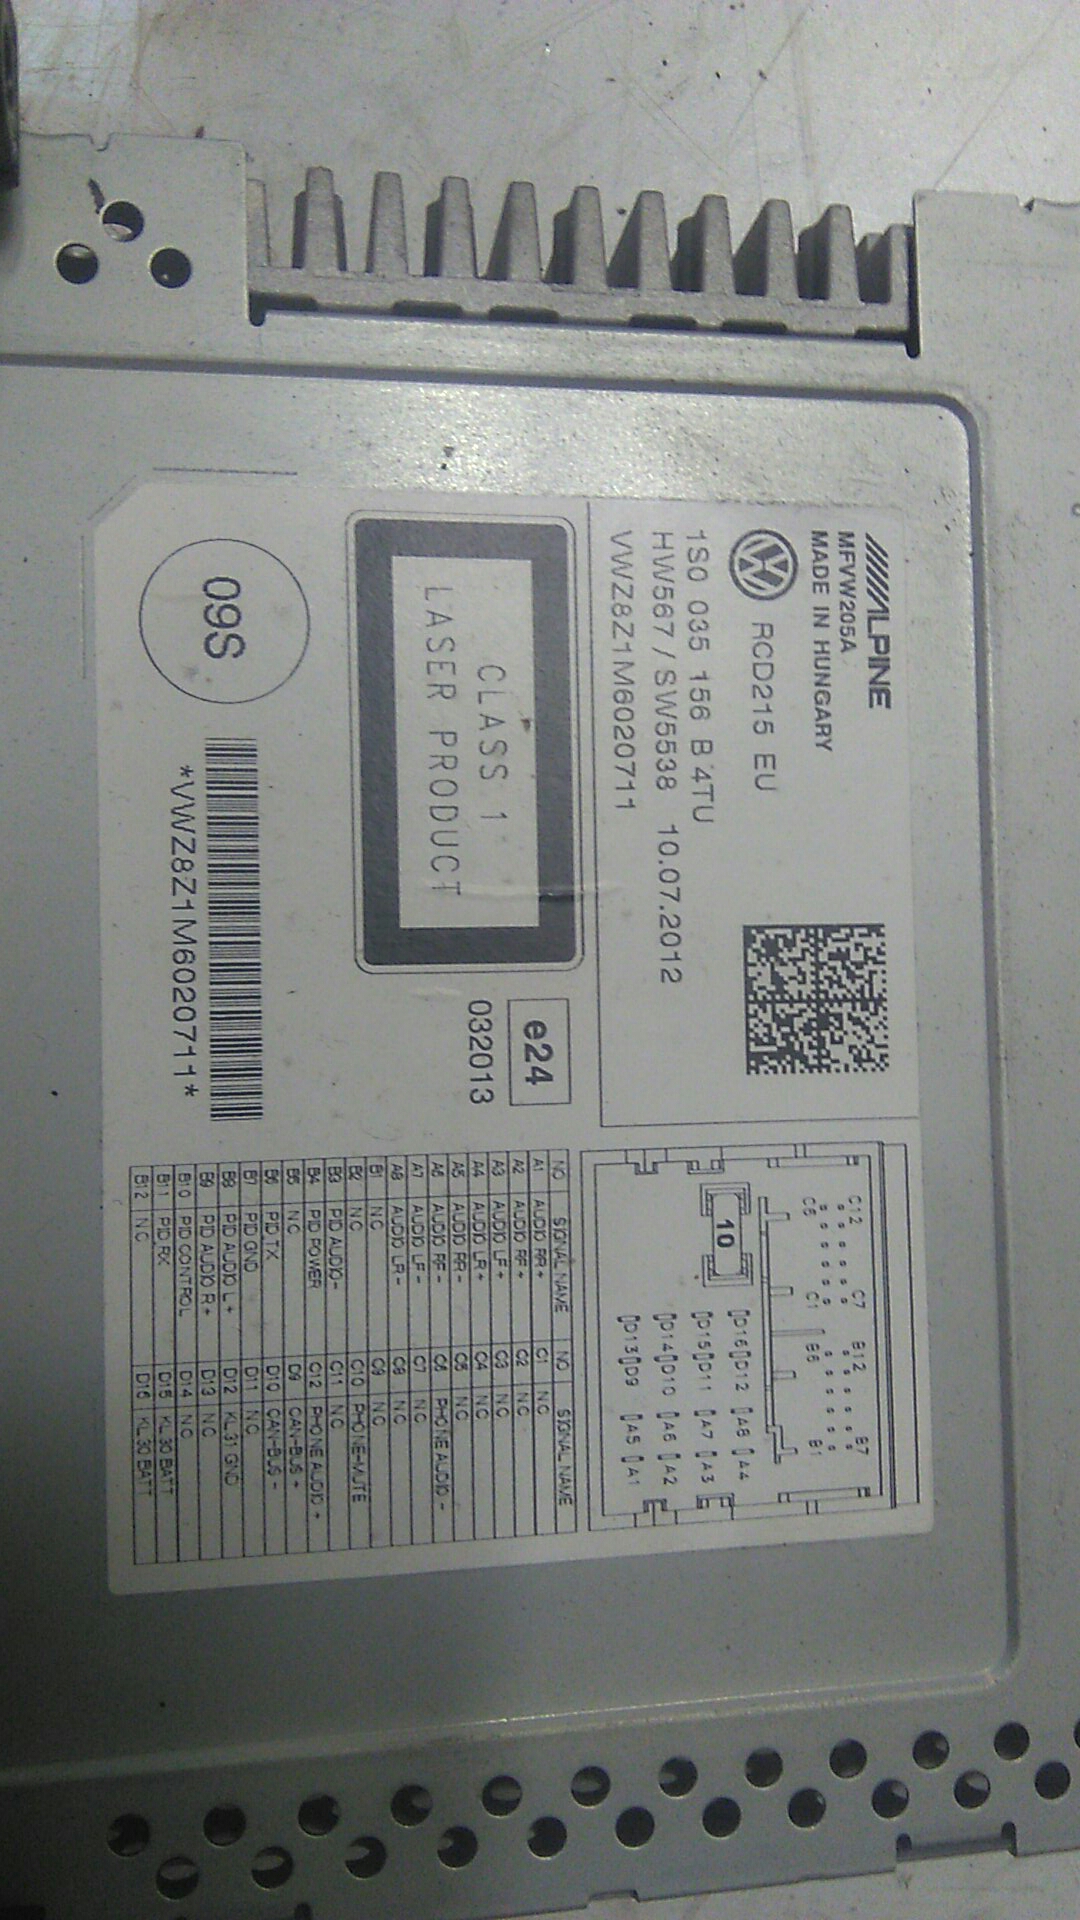 ALPINE
MFVW205A
MADE IN HUNGARY
RCD215 EU
1S0 035 156 B 4TU
HW567 / SW5538 10.07.2012
VWZ8Z1M6020711
CLASS 1
LASER PRODUCT
e24
032013
09S
*VWZ8Z1M6020711*
C12 C7 B12 B7
C6 C1 B6 B1
10
D16 D12 A8 A4
D15 D11 A7 A3
D14 D10 A6 A2
D13 D9 A5 A1
NO SIGNAL NAME NO SIGNAL NAME
A1 AUDIO RR+ C1 NC
A2 AUDIO RF+ C2 NC
A3 AUDIO LF+ C3 NC
A4 AUDIO LR+ C4 NC
A5 AUDIO RR- C5 NC
A6 AUDIO RF- C6 PHONE AUDIO-
A7 AUDIO LF- C7 NC
A8 AUDIO LR- C8 NC
B1 NC C9 NC
B2 NC C10 PHONE-MUTE
B3 PID AUDIO- C11 NC
B4 PID POWER C12 PHONE AUDIO+
B5 NC D9 CAN-BUS+
B6 PID TX D10 CAN-BUS-
B7 PID GND D11 NC
B8 PID AUDIO L+ D12 KL 31 GND
B9 PID AUDIO R+ D13 NC
B10 PID CONTROL D14 NC
B11 PID RX D15 KL 30 BATT
B12 NC D16 KL 30 BATT